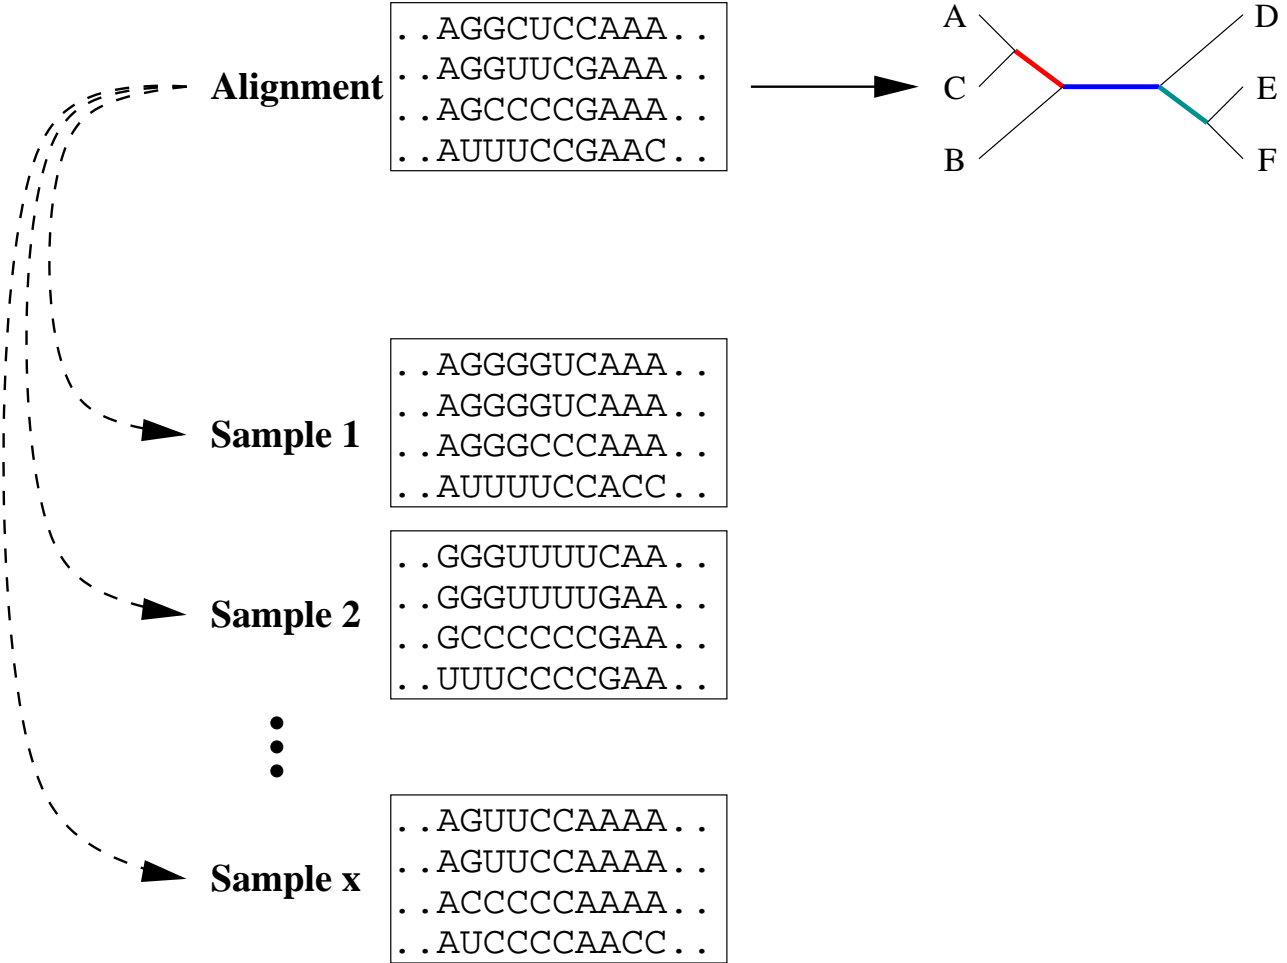 ..AGGCUCCAAA..
Alignment
..AGGUUCGAAA..
..AGCCCCGAAA..
..AUUUCCGAAC..
A
C
B
D
E
F
Sample 1
..AGGGGUCAAA..
..AGGGGUCAAA..
..AGGGCCCAAA..
..AUUUUCCACC..
Sample 2
..GGGUUUUCAA..
..GGGUUUUGAA..
..GCCCCCCGAA..
..UUUCCCCGAA..
Sample x
..AGUUCCAAAA..
..AGUUCCAAAA..
..ACCCCCAAAA..
..AUCCCCAACC..